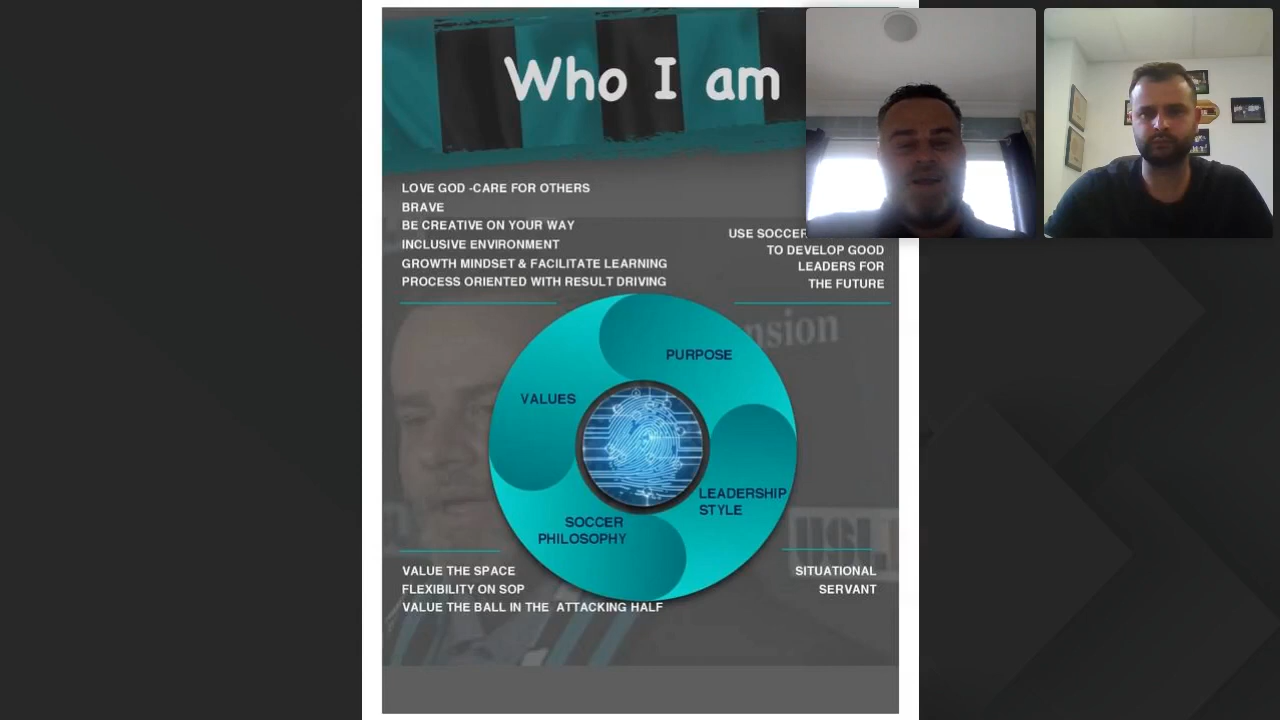 Who I am
LOVE GOD -CARE FOR OTHERS
BRAVE
BE CREATIVE ON YOUR WAY
INCLUSIVE ENVIRONMENT
GROWTH MINDSET & FACILITATE LEARNING
PROCESS ORIENTED WITH RESULT DRIVING
USE SOCCER
TO DEVELOP GOOD
LEADERS FOR
THE FUTURE
nsion
PURPOSE
VALUES
LEADERSHIP
STYLE
SOCCER
PHILOSOPHY
USL
VALUE THE SPACE
FLEXIBILITY ON SOP
VALUE THE BALL IN THE ATTACKING HALF
SITUATIONAL
SERVANT